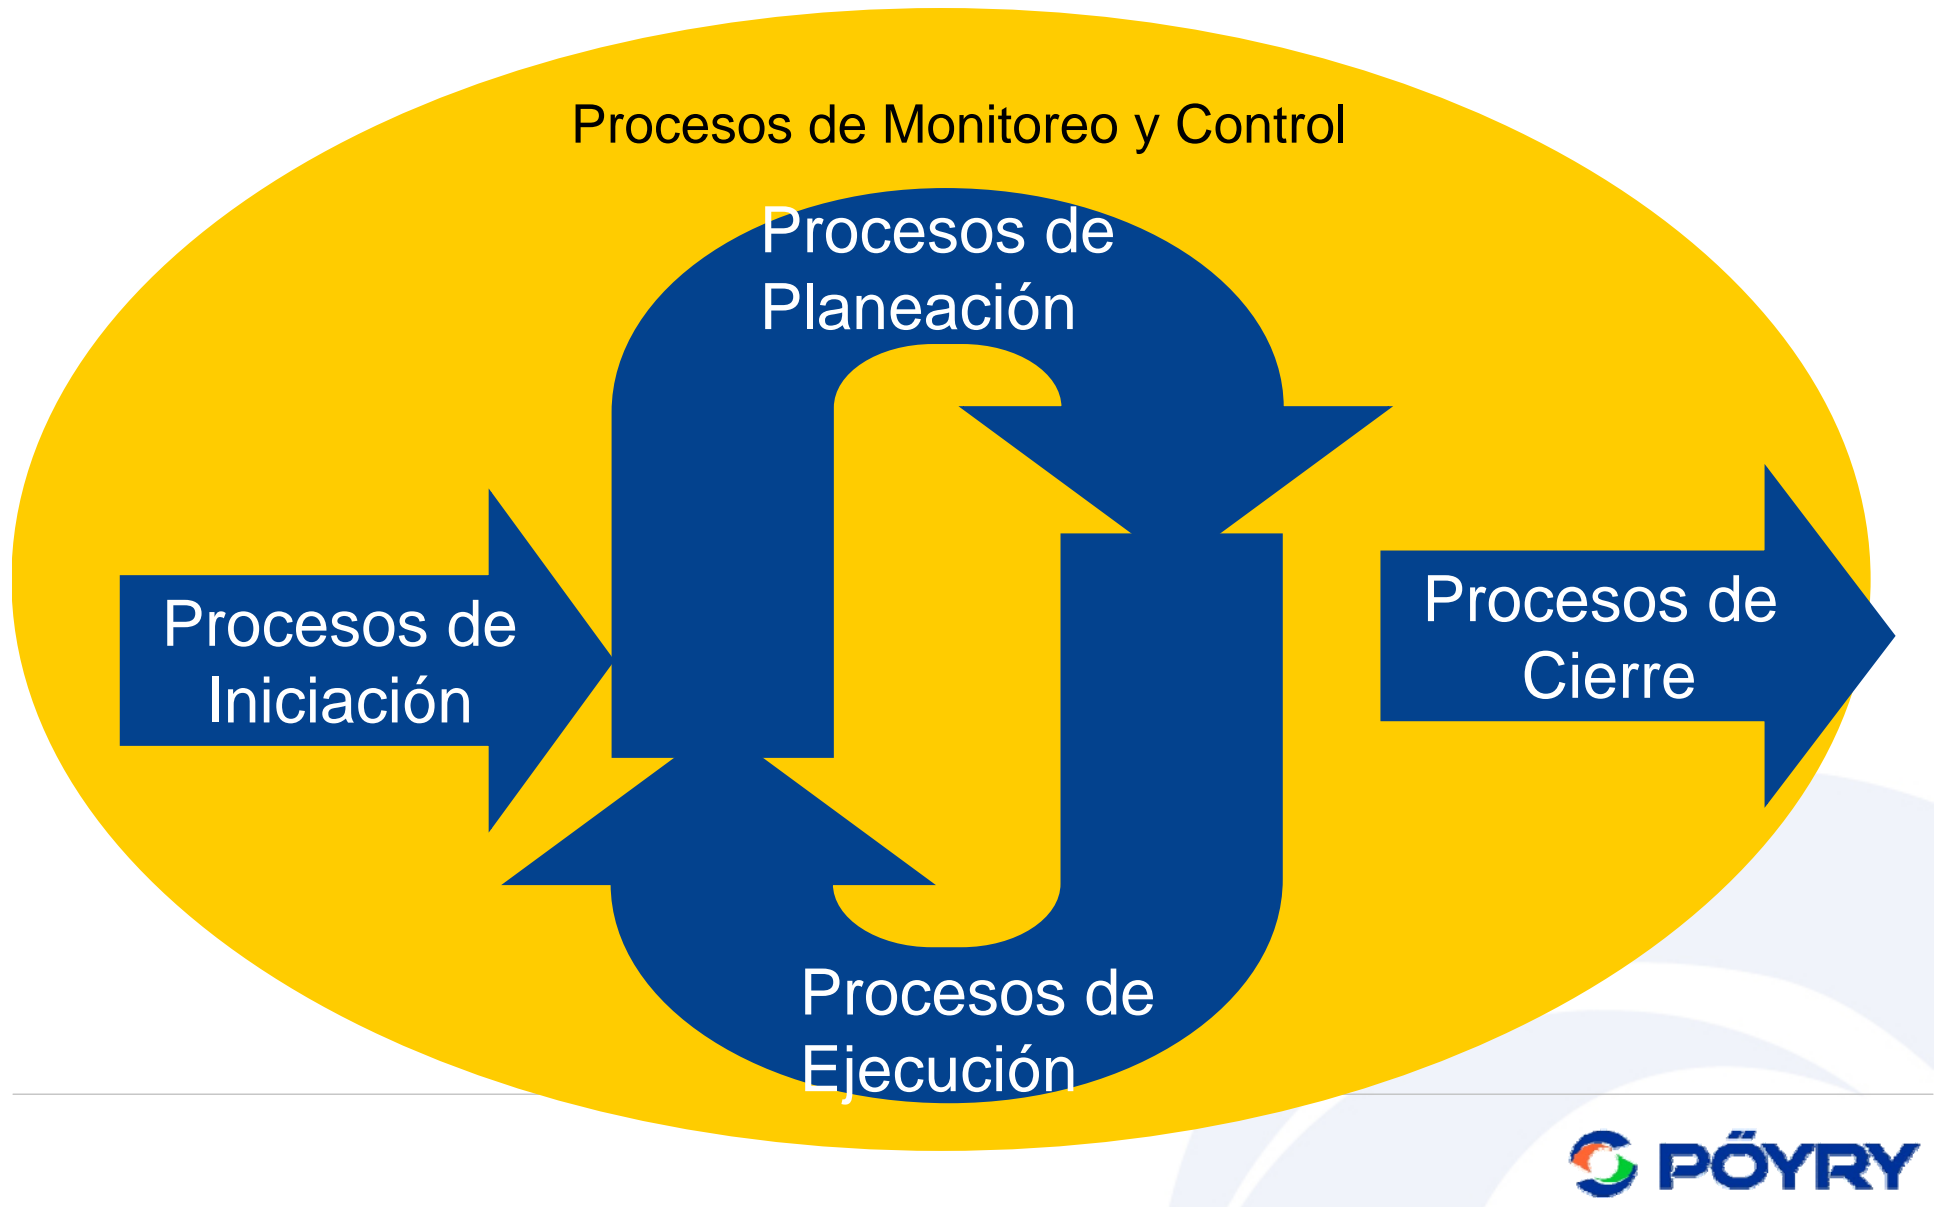 Procesos de Monitoreo y Control
Procesos de
Planeación
Procesos de
Iniciación
Procesos de
Cierre
Procesos de
Ejecución
PÖYRY